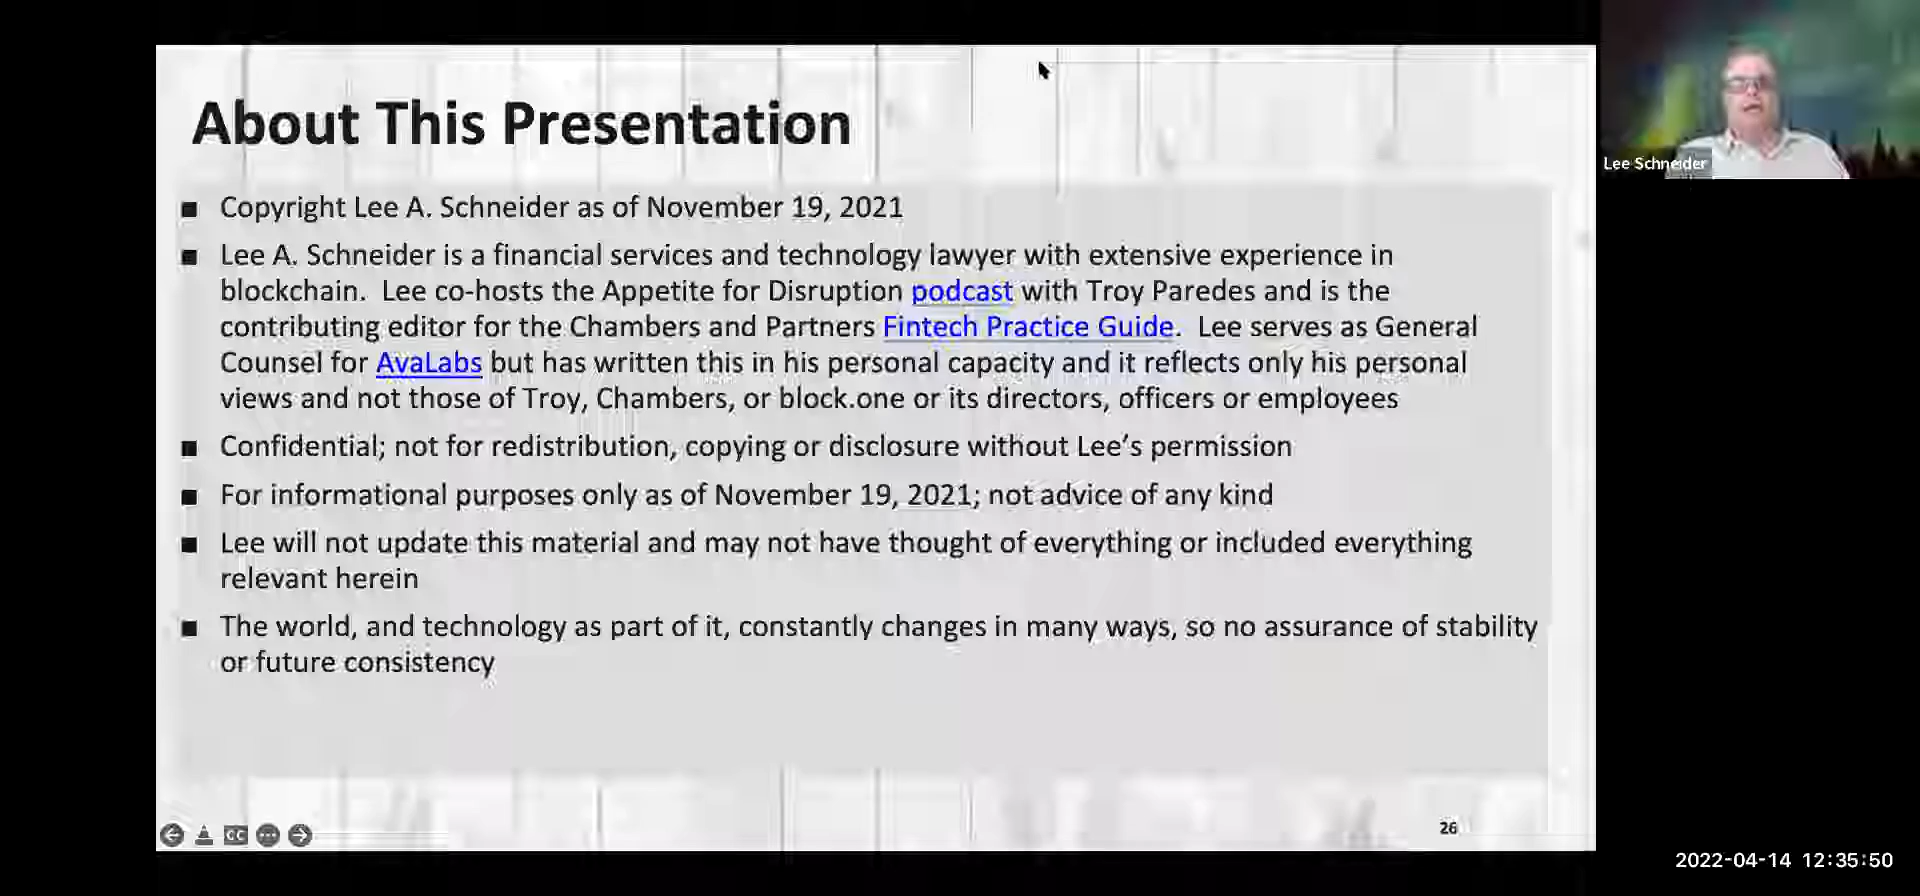 About This Presentation
Copyright Lee A. Schneider as of November 19, 2021
Lee A. Schneider is a financial services and technology lawyer with extensive experience in
blockchain. Lee co-hosts the Appetite for Disruption podcast with Troy Paredes and is the
contributing editor for the Chambers and Partners Fintech Practice Guide. Lee serves as General
Counsel for AvaLabs but has written this in his personal capacity and it reflects only his personal
views and not those of Troy, Chambers, or block.one or its directors, officers or employees
Confidential; not for redistribution, copying or disclosure without Lee’s permission
For informational purposes only as of November 19, 2021; not advice of any kind
Lee will not update this material and may not have thought of everything or included everything
relevant herein
The world, and technology as part of it, constantly changes in many ways, so no assurance of stability
or future consistency
CC
26
Lee Schneider
2022-04-14 12:35:50